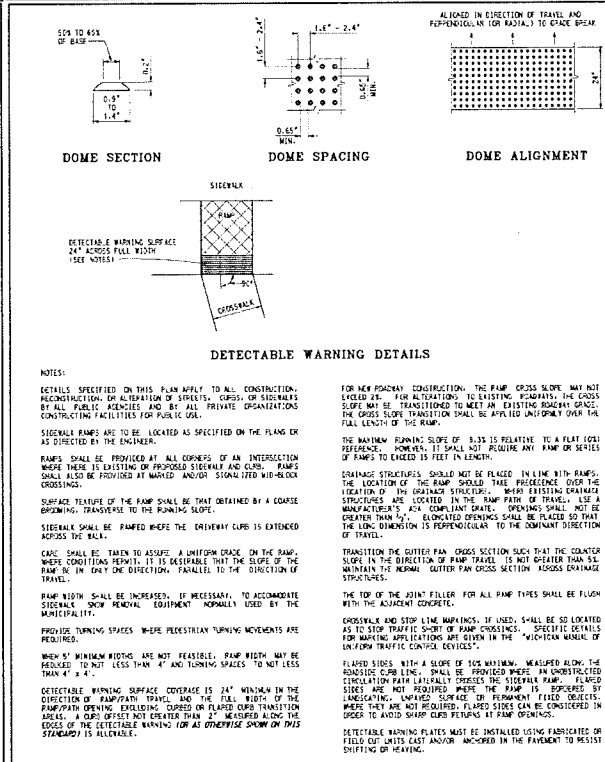 50% TO 65%
OF BASE
0.2"
0.9"
TO
1.4"
DOME SECTION
1.6" - 2.4"
1.6" - 2.4"
0.65"
MIN.
0.65"
MIN.
DOME SPACING
ALIGNED IN DIRECTION OF TRAVEL AND
PERPENDICULAR (OR RADIAL) TO GRADE BREAK
24"
DOME ALIGNMENT
SIDEWALK
RAMP
DETECTABLE WARNING SURFACE
24" ACROSS FULL WIDTH
(SEE NOTES)
90°
CROSSWALK
DETECTABLE WARNING DETAILS
NOTES:
DETAILS SPECIFIED ON THIS PLAN APPLY TO ALL CONSTRUCTION,
RECONSTRUCTION, OR ALTERATION OF STREETS, CURBS, OR SIDEWALKS
BY ALL PUBLIC AGENCIES AND BY ALL PRIVATE ORGANIZATIONS
CONSTRUCTING FACILITIES FOR PUBLIC USE.
SIDEWALK RAMPS ARE TO BE LOCATED AS SPECIFIED ON THE PLANS OR
AS DIRECTED BY THE ENGINEER.
RAMPS SHALL BE PROVIDED AT ALL CORNERS OF AN INTERSECTION
WHERE THERE IS EXISTING OR PROPOSED SIDEWALK AND CURB. RAMPS
SHALL ALSO BE PROVIDED AT MARKED AND/OR SIGNALIZED MID-BLOCK
CROSSINGS.
SURFACE TEXTURE OF THE RAMP SHALL BE THAT OBTAINED BY A COARSE
BROOMING, TRANSVERSE TO THE RUNNING SLOPE.
SIDEWALK SHALL BE RAMPED WHERE THE DRIVEWAY CURB IS EXTENDED
ACROSS THE WALK.
CARE SHALL BE TAKEN TO ASSURE A UNIFORM GRADE ON THE RAMP.
WHERE CONDITIONS PERMIT, IT IS DESIRABLE THAT THE SLOPE OF THE
RAMP BE IN ONLY ONE DIRECTION, PARALLEL TO THE DIRECTION OF
TRAVEL.
RAMP WIDTH SHALL BE INCREASED, IF NECESSARY, TO ACCOMMODATE
SIDEWALK SNOW REMOVAL EQUIPMENT NORMALLY USED BY THE
MUNICIPALITY.
PROVIDE TURNING SPACES WHERE PEDESTRIAN TURNING MOVEMENTS ARE
REQUIRED.
WHEN 5' MINIMUM WIDTHS ARE NOT FEASIBLE, RAMP WIDTH MAY BE
REDUCED TO NOT LESS THAN 4' AND TURNING SPACES TO NOT LESS
THAN 4' x 4'.
DETECTABLE WARNING SURFACE COVERAGE IS 24" MINIMUM IN THE
DIRECTION OF RAMP/PATH TRAVEL AND THE FULL WIDTH OF THE
RAMP/PATH OPENING EXCLUDING CURBED OR FLARED CURB TRANSITION
AREAS. A CURB OFFSET NOT GREATER THAN 2" MEASURED ALONG THE
EDGES OF THE DETECTABLE WARNING (OR AS OTHERWISE SHOWN ON THIS
STANDARD) IS ALLOWABLE.
FOR NEW ROADWAY CONSTRUCTION, THE RAMP CROSS SLOPE MAY NOT
EXCEED 2%. FOR ALTERATIONS TO EXISTING ROADWAYS, THE CROSS
SLOPE MAY BE TRANSITIONED TO MEET AN EXISTING ROADWAY GRADE.
THE CROSS SLOPE TRANSITION SHALL BE APPLIED UNIFORMLY OVER THE
FULL LENGTH OF THE RAMP.
THE MAXIMUM RUNNING SLOPE OF 8.3% IS RELATIVE TO A FLAT (0%)
REFERENCE. HOWEVER, IT SHALL NOT REQUIRE ANY RAMP OR SERIES
OF RAMPS TO EXCEED 15 FEET IN LENGTH.
DRAINAGE STRUCTURES SHOULD NOT BE PLACED IN LINE WITH RAMPS.
THE LOCATION OF THE RAMP SHOULD TAKE PRECEDENCE OVER THE
LOCATION OF THE DRAINAGE STRUCTURE. WHERE EXISTING DRAINAGE
STRUCTURES ARE LOCATED IN THE RAMP PATH OF TRAVEL, USE A
MANUFACTURER'S ADA COMPLIANT GRATE. OPENINGS SHALL NOT BE
GREATER THAN ½". ELONGATED OPENINGS SHALL BE PLACED SO THAT
THE LONG DIMENSION IS PERPENDICULAR TO THE DOMINANT DIRECTION
OF TRAVEL.
TRANSITION THE GUTTER PAN CROSS SECTION SUCH THAT THE COUNTER
SLOPE IN THE DIRECTION OF RAMP TRAVEL IS NOT GREATER THAN 5%.
MAINTAIN THE NORMAL GUTTER PAN CROSS SECTION ACROSS DRAINAGE
STRUCTURES.
THE TOP OF THE JOINT FILLER FOR ALL RAMP TYPES SHALL BE FLUSH
WITH THE ADJACENT CONCRETE.
CROSSWALK AND STOP LINE MARKINGS, IF USED, SHALL BE SO LOCATED
AS TO STOP TRAFFIC SHORT OF RAMP CROSSINGS. SPECIFIC DETAILS
FOR MARKING APPLICATIONS ARE GIVEN IN THE "MICHIGAN MANUAL OF
UNIFORM TRAFFIC CONTROL DEVICES".
FLARED SIDES WITH A SLOPE OF 10% MAXIMUM, MEASURED ALONG THE
ROADSIDE CURB LINE, SHALL BE PROVIDED WHERE AN UNOBSTRUCTED
CIRCULATION PATH LATERALLY CROSSES THE SIDEWALK RAMP. FLARED
SIDES ARE NOT REQUIRED WHERE THE RAMP IS BORDERED BY
LANDSCAPING, UNPAVED SURFACE OR PERMANENT FIXED OBJECTS.
WHERE THEY ARE NOT REQUIRED, FLARED SIDES CAN BE CONSIDERED IN
ORDER TO AVOID SHARP CURB RETURNS AT RAMP OPENINGS.
DETECTABLE WARNING PLATES MUST BE INSTALLED USING FABRICATED OR
FIELD CUT UNITS CAST AND/OR ANCHORED IN THE PAVEMENT TO RESIST
SHIFTING OR HEAVING.